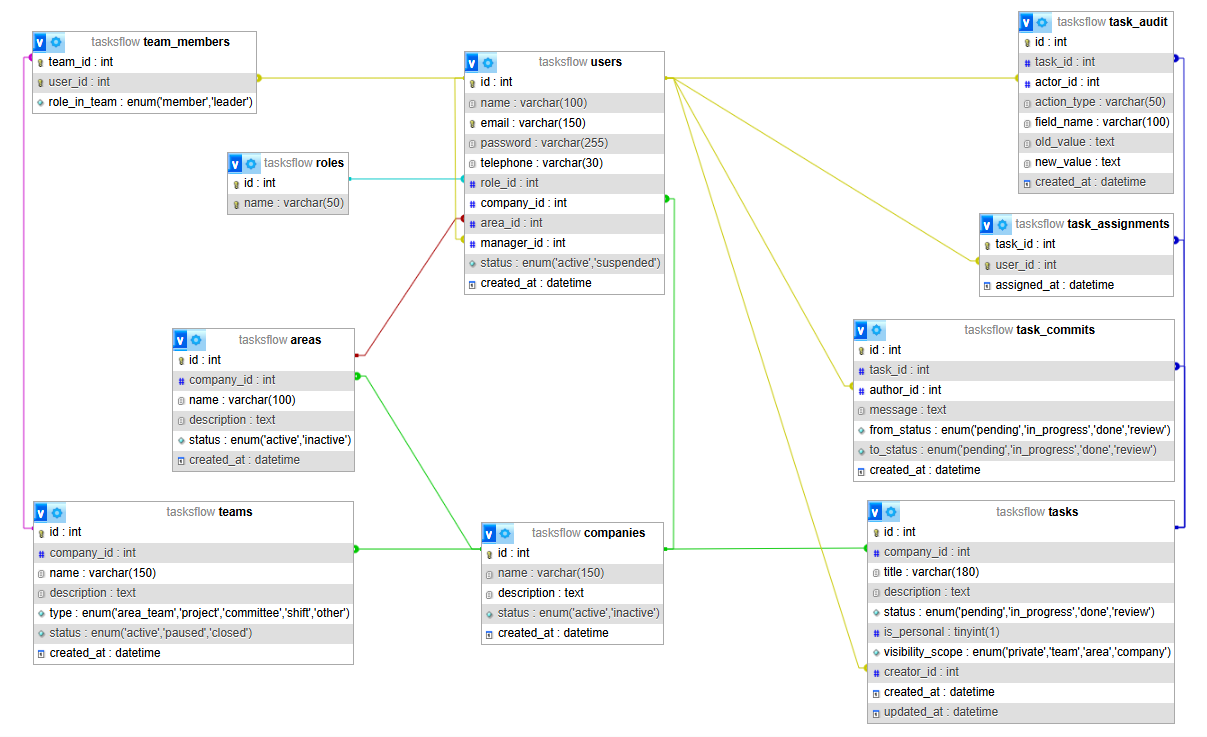 tasksflow team_members
team_id : int
user_id : int
role_in_team : enum('member','leader')
tasksflow roles
id : int
name : varchar(50)
tasksflow users
id : int
name : varchar(100)
email : varchar(150)
password : varchar(255)
telephone : varchar(30)
role_id : int
company_id : int
area_id : int
manager_id : int
status : enum('active','suspended')
created_at : datetime
tasksflow task_audit
id : int
task_id : int
actor_id : int
action_type : varchar(50)
field_name : varchar(100)
old_value : text
new_value : text
created_at : datetime
tasksflow task_assignments
task_id : int
user_id : int
assigned_at : datetime
tasksflow areas
id : int
company_id : int
name : varchar(100)
description : text
status : enum('active','inactive')
created_at : datetime
tasksflow task_commits
id : int
task_id : int
author_id : int
message : text
from_status : enum('pending','in_progress','done','review')
to_status : enum('pending','in_progress','done','review')
created_at : datetime
tasksflow teams
id : int
company_id : int
name : varchar(150)
description : text
type : enum('area_team','project','committee','shift','other')
status : enum('active','paused','closed')
created_at : datetime
tasksflow companies
id : int
name : varchar(150)
description : text
status : enum('active','inactive')
created_at : datetime
tasksflow tasks
id : int
company_id : int
title : varchar(180)
description : text
status : enum('pending','in_progress','done','review')
is_personal : tinyint(1)
visibility_scope : enum('private','team','area','company')
creator_id : int
created_at : datetime
updated_at : datetime